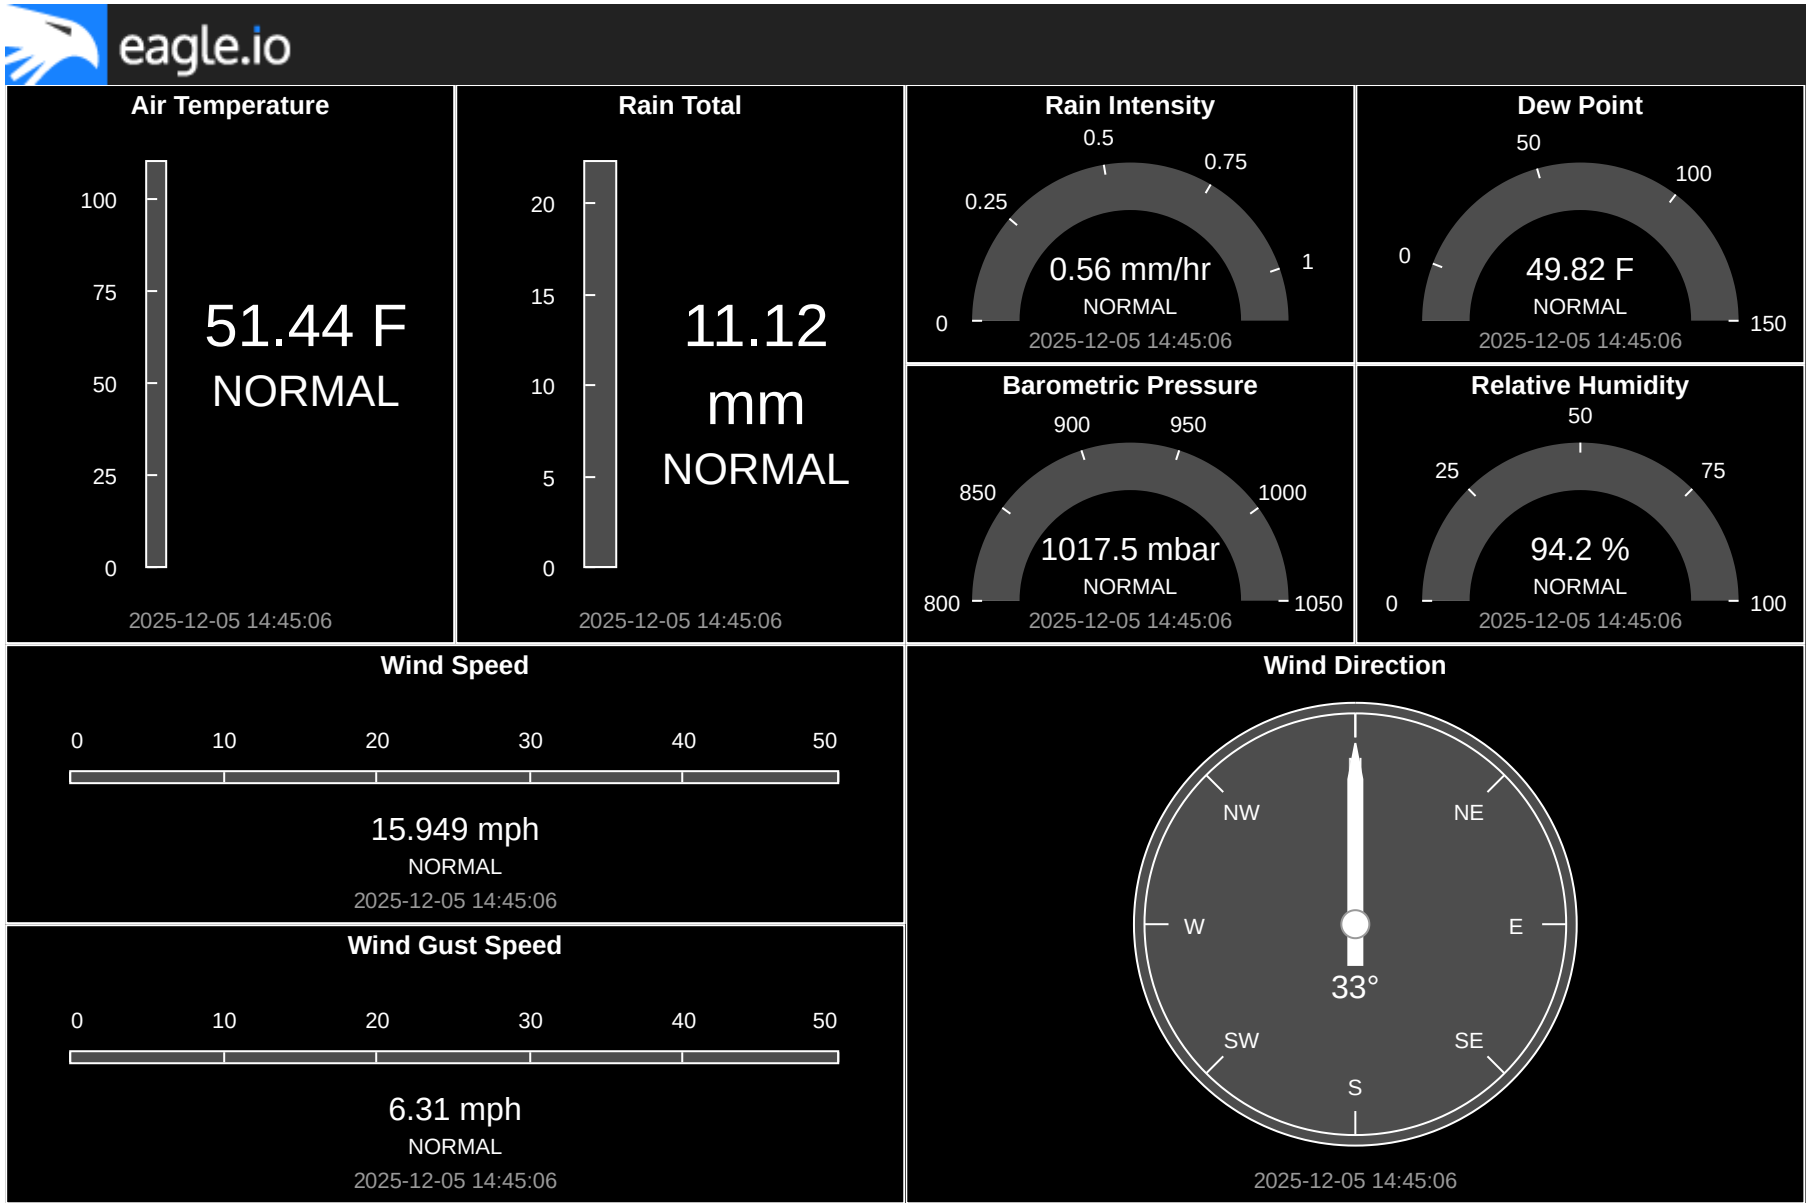 eagle.io
Air Temperature
100
75
50
25
0
51.44 F
NORMAL
2025-12-05 14:45:06
Rain Total
20
15
10
5
0
11.12
mm
NORMAL
2025-12-05 14:45:06
Rain Intensity
0
0.25
0.5
0.75
1
0.56 mm/hr
NORMAL
2025-12-05 14:45:06
Dew Point
0
50
100
150
49.82 F
NORMAL
2025-12-05 14:45:06
Barometric Pressure
800
850
900
950
1000
1050
1017.5 mbar
NORMAL
2025-12-05 14:45:06
Relative Humidity
0
25
50
75
100
94.2 %
NORMAL
2025-12-05 14:45:06
Wind Speed
0 10 20 30 40 50
15.949 mph
NORMAL
2025-12-05 14:45:06
Wind Gust Speed
0 10 20 30 40 50
6.31 mph
NORMAL
2025-12-05 14:45:06
Wind Direction
NW NE
W E
33°
SW SE
S
2025-12-05 14:45:06